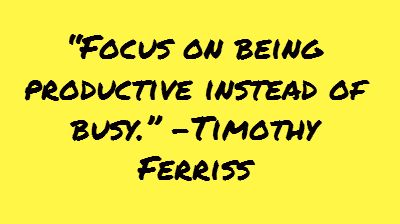 "Focus on being
productive instead of
busy." -Timothy
Ferriss